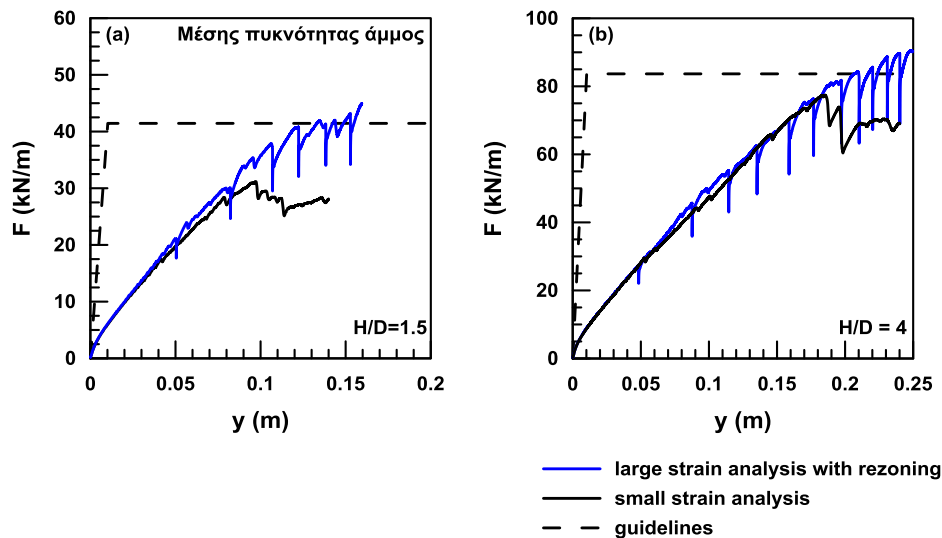 (a) Μέσης πυκνότητας άμμος
60
50
40
30
20
10
0
F (kN/m)
H/D=1.5
0 0.05 0.1 0.15 0.2
y (m)
(b)
100
80
60
40
20
0
F (kN/m)
H/D = 4
0 0.05 0.1 0.15 0.2 0.25
y (m)
large strain analysis with rezoning
small strain analysis
guidelines